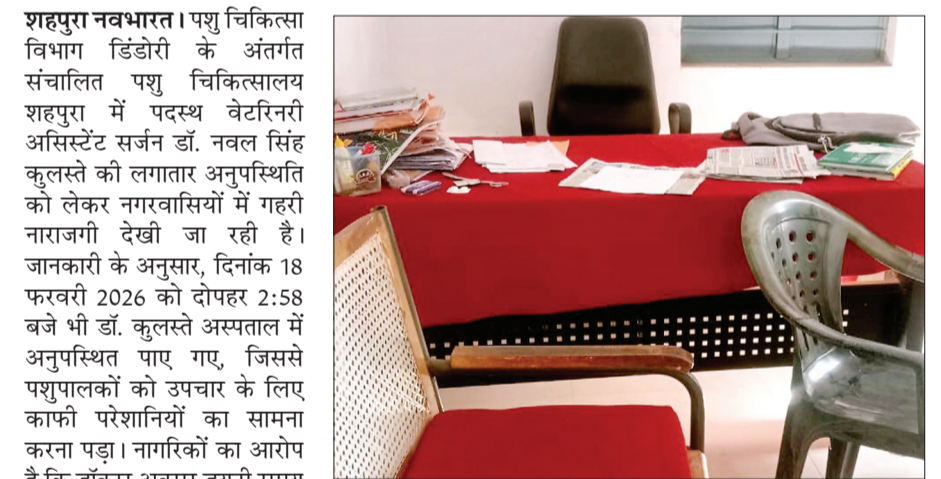 शहपुरा नवभारत। पशु चिकित्सा
विभाग डिंडोरी के अंतर्गत
संचालित पशु चिकित्सालय
शहपुरा में पदस्थ वेटरिनरी
असिस्टेंट सर्जन डॉ. नवल सिंह
कुलस्ते की लगातार अनुपस्थिति
को लेकर नगरवासियों में गहरी
नाराजगी देखी जा रही है।
जानकारी के अनुसार, दिनांक 18
फरवरी 2026 को दोपहर 2:58
बजे भी डॉ. कुलस्ते अस्पताल में
अनुपस्थित पाए गए, जिससे
पशुपालकों को उपचार के लिए
काफी परेशानियों का सामना
करना पड़ा। नागरिकों का आरोप